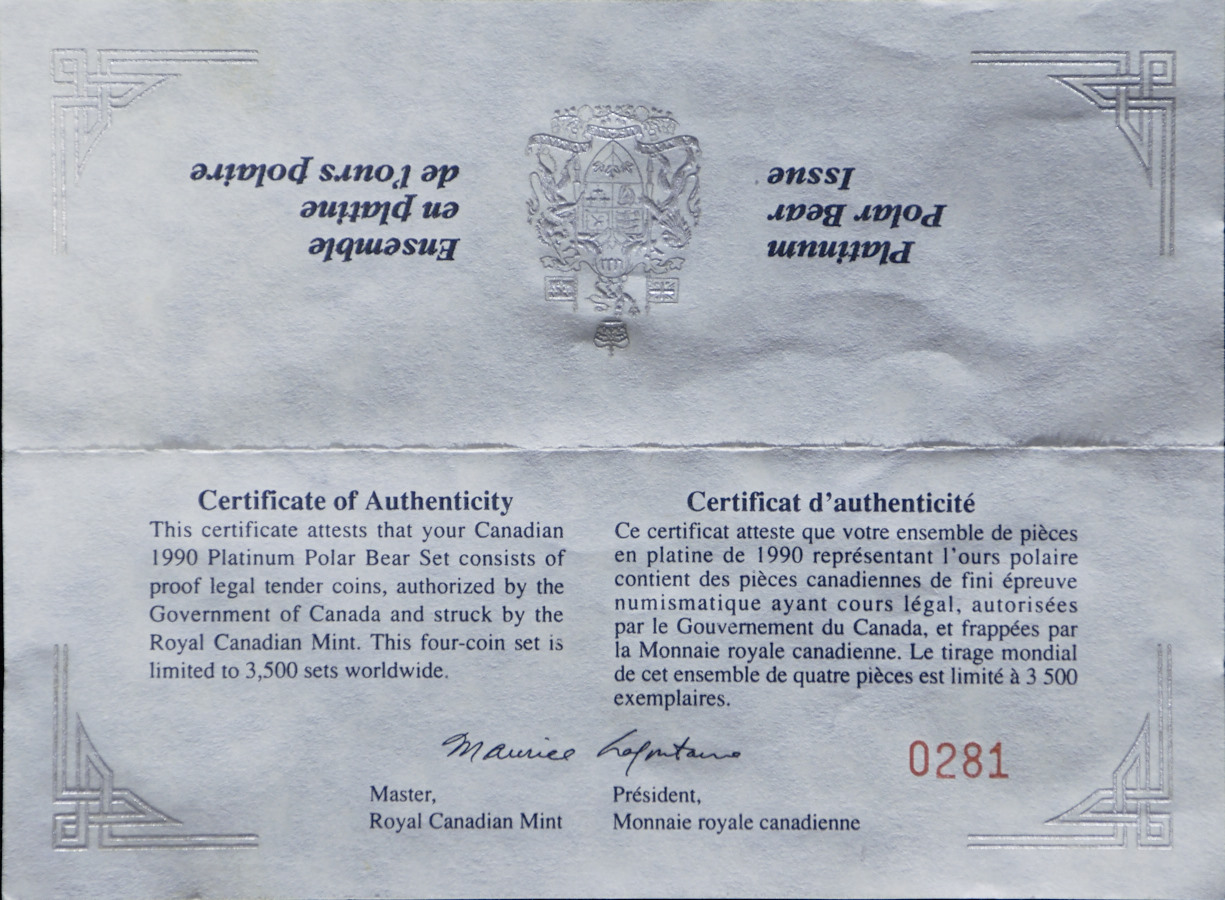 Ensemble
en platine
de l'ours polaire
Platinum
Polar Bear
Issue
Certificate of Authenticity
This certificate attests that your Canadian
1990 Platinum Polar Bear Set consists of
proof legal tender coins, authorized by the
Government of Canada and struck by the
Royal Canadian Mint. This four-coin set is
limited to 3,500 sets worldwide.
Certificat d'authenticité
Ce certificat atteste que votre ensemble de pièces
en platine de 1990 représentant l'ours polaire
contient des pièces canadiennes de fini épreuve
numismatique ayant cours légal, autorisées
par le Gouvernement du Canada, et frappées par
la Monnaie royale canadienne. Le tirage mondial
de cet ensemble de quatre pièces est limité à 3 500
exemplaires.
Maurice Lafontaine
0281
Master,
Royal Canadian Mint
Président,
Monnaie royale canadienne